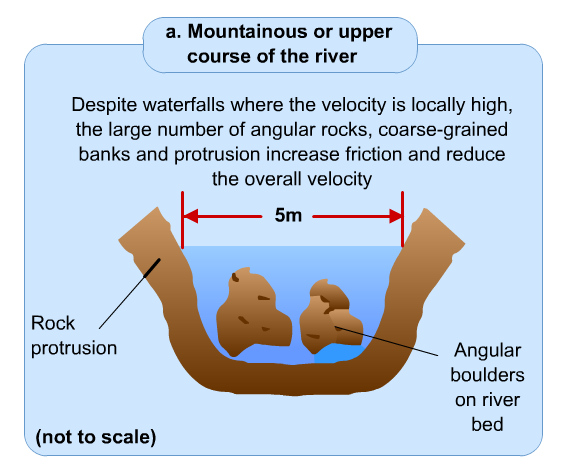 a. Mountainous or upper
course of the river
Despite waterfalls where the velocity is locally high,
the large number of angular rocks, coarse-grained
banks and protrusion increase friction and reduce
the overall velocity
5m
Rock
protrusion
Angular
boulders
on river
bed
(not to scale)